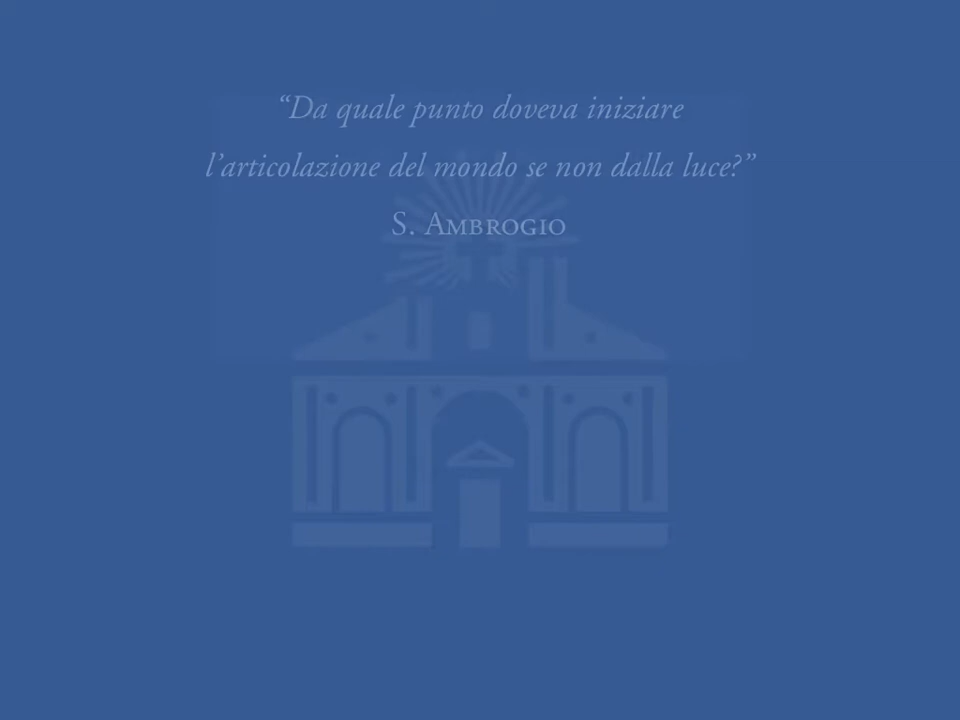 “Da quale punto doveva iniziare
l’articolazione del mondo se non dalla luce?”
S. Ambrogio